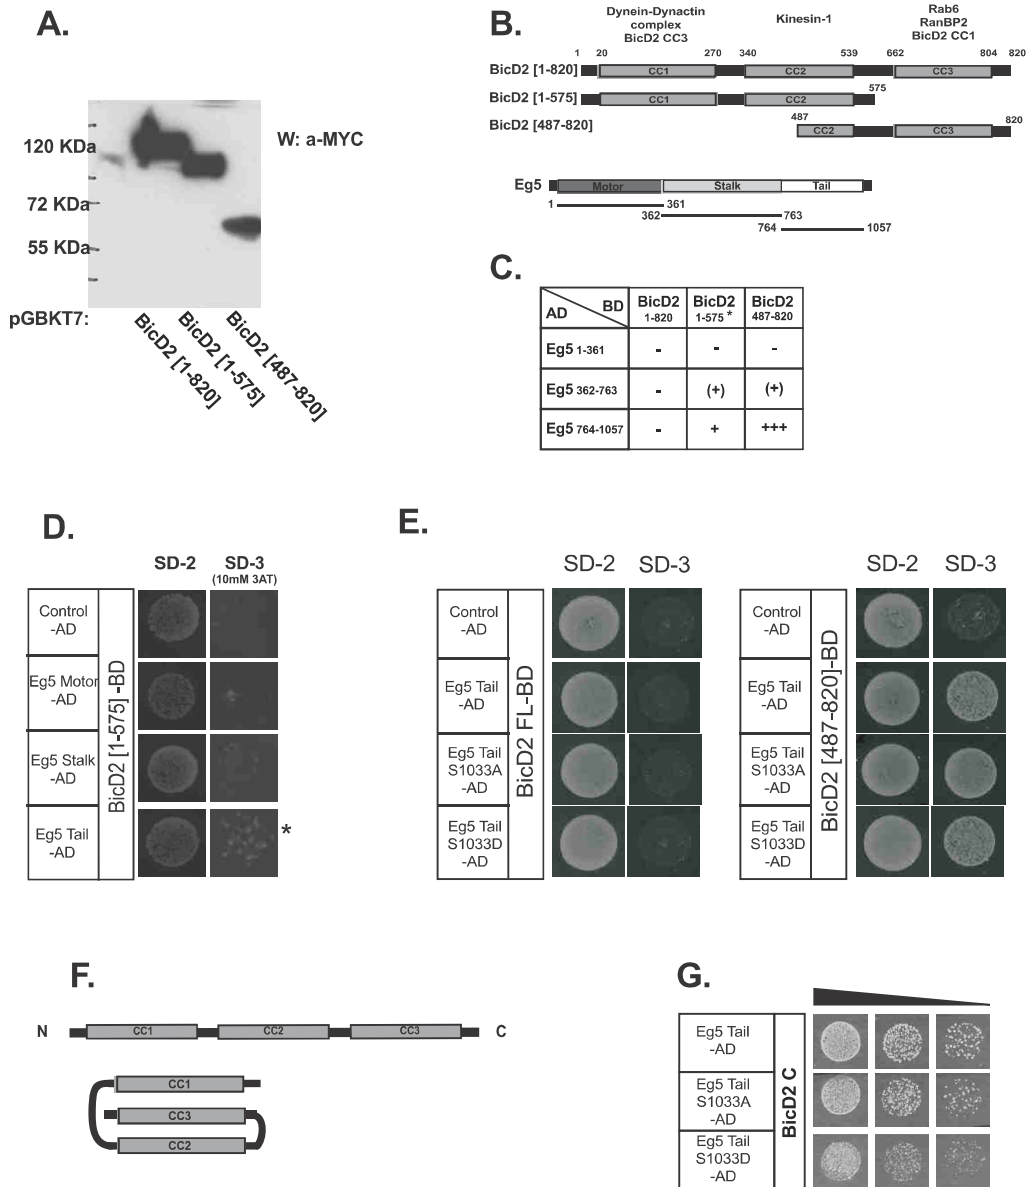 A.
120 KDa
72 KDa
55 KDa
W: a-MYC
pGBKT7:
BicD2 [1-820]
BicD2 [1-575]
BicD2 [487-820]
B.
Dynein-Dynactin
complex
BicD2 CC3
Kinesin-1
Rab6
RanBP2
BicD2 CC1
1 20 270 340 539 662 804 820
BicD2 [1-820] CC1 CC2 CC3
575
BicD2 [1-575] CC1 CC2
487 820
BicD2 [487-820] CC2 CC3
Eg5 Motor Stalk Tail
1 361
362 763
764 1057
C.
AD BD BicD2 1-820 BicD2 1-575 * BicD2 487-820
Eg5 1-361 - - -
Eg5 362-763 - (+) (+)
Eg5 764-1057 - + +++
D.
SD-2 SD-3
(10mM 3AT)
Control
-AD
Eg5 Motor
-AD
Eg5 Stalk
-AD
Eg5 Tail
-AD
BicD2 [1-575] -BD
*
E.
SD-2 SD-3
Control
-AD
Eg5 Tail
-AD
Eg5 Tail
S1033A
-AD
Eg5 Tail
S1033D
-AD
BicD2 FL-BD
SD-2 SD-3
Control
-AD
Eg5 Tail
-AD
Eg5 Tail
S1033A
-AD
Eg5 Tail
S1033D
-AD
BicD2 [487-820]-BD
F.
N CC1 CC2 CC3 C
CC1
CC3
CC2
G.
Eg5 Tail
-AD
Eg5 Tail
S1033A
-AD
Eg5 Tail
S1033D
-AD
BicD2 C